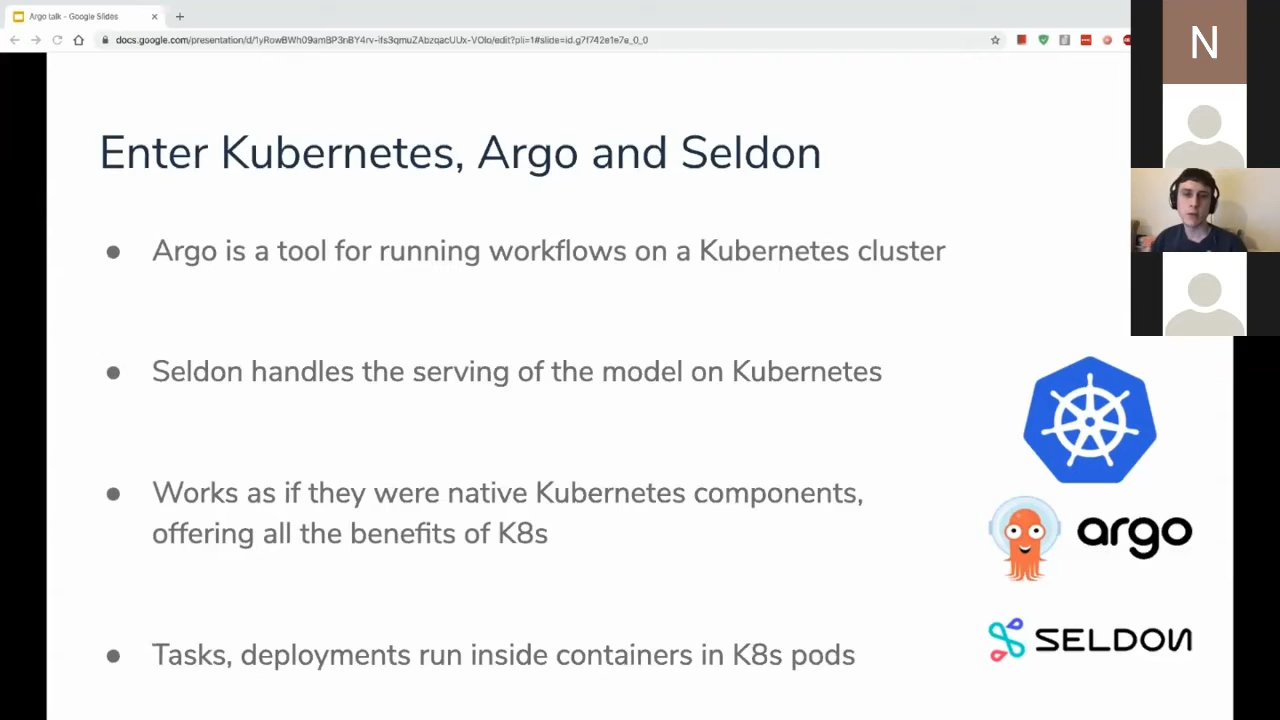 Argo talk - Google Slides
docs.google.com/presentation/d/1yRowBWh09amBP3nBY4rv-ifs3qmuZAbzqacUUx-VOIo/edit?pli=1#slide=id.g7f742e1e7e_0_0
N
Enter Kubernetes, Argo and Seldon
● Argo is a tool for running workflows on a Kubernetes cluster
● Seldon handles the serving of the model on Kubernetes
● Works as if they were native Kubernetes components,
offering all the benefits of K8s
● Tasks, deployments run inside containers in K8s pods
argo
SELDON